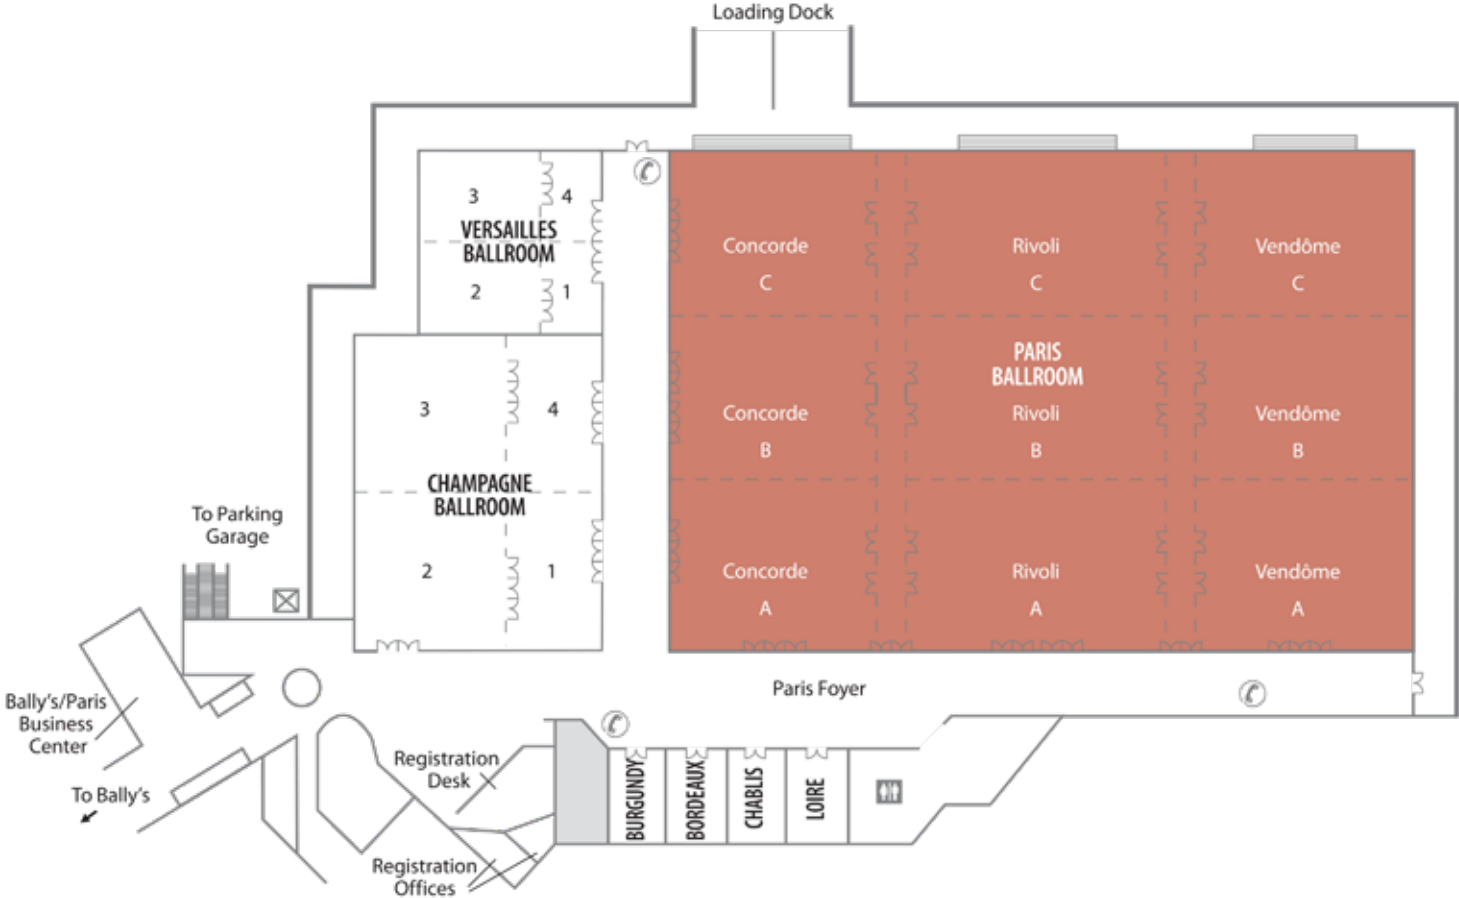 Loading Dock
3
4
VERSAILLES
BALLROOM
2
1
Concorde
C
Rivoli
C
Vendôme
C
PARIS
BALLROOM
3
4
Concorde
B
Rivoli
B
Vendôme
B
CHAMPAGNE
BALLROOM
To Parking
Garage
2
1
Concorde
A
Rivoli
A
Vendôme
A
Paris Foyer
Bally's/Paris
Business
Center
To Bally's
Registration
Desk
BURGUNDY
BORDEAUX
CHABLIS
LOIRE
Registration
Offices